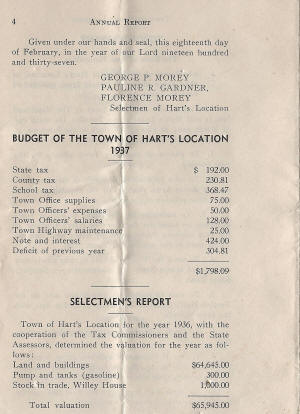 4 ANNUAL REPORT
Given under our hands and seal, this eighteenth day
of February, in the year of our Lord nineteen hundred
and thirty-seven.
GEORGE P. MOREY
PAULINE R. GARDNER,
FLORENCE MOREY
Selectmen of Hart's Location
BUDGET OF THE TOWN OF HART'S LOCATION
1937
State tax $ 192.00
County tax 230.81
School tax 368.47
Town Office supplies 75.00
Town Officers' expenses 50.00
Town Officers' salaries 128.00
Town Highway maintenance 25.00
Note and interest 424.00
Deficit of previous year 304.81
$1,798.09
SELECTMEN'S REPORT
Town of Hart's Location for the year 1936, with the
cooperation of the Tax Commissioners and the State
Assessors, determined the valuation for the year as fol-
lows:
Land and buildings $64,645.00
Pump and tanks (gasoline) 300.00
Stock in trade, Willey House 1,000.00
Total valuation $65,945.00